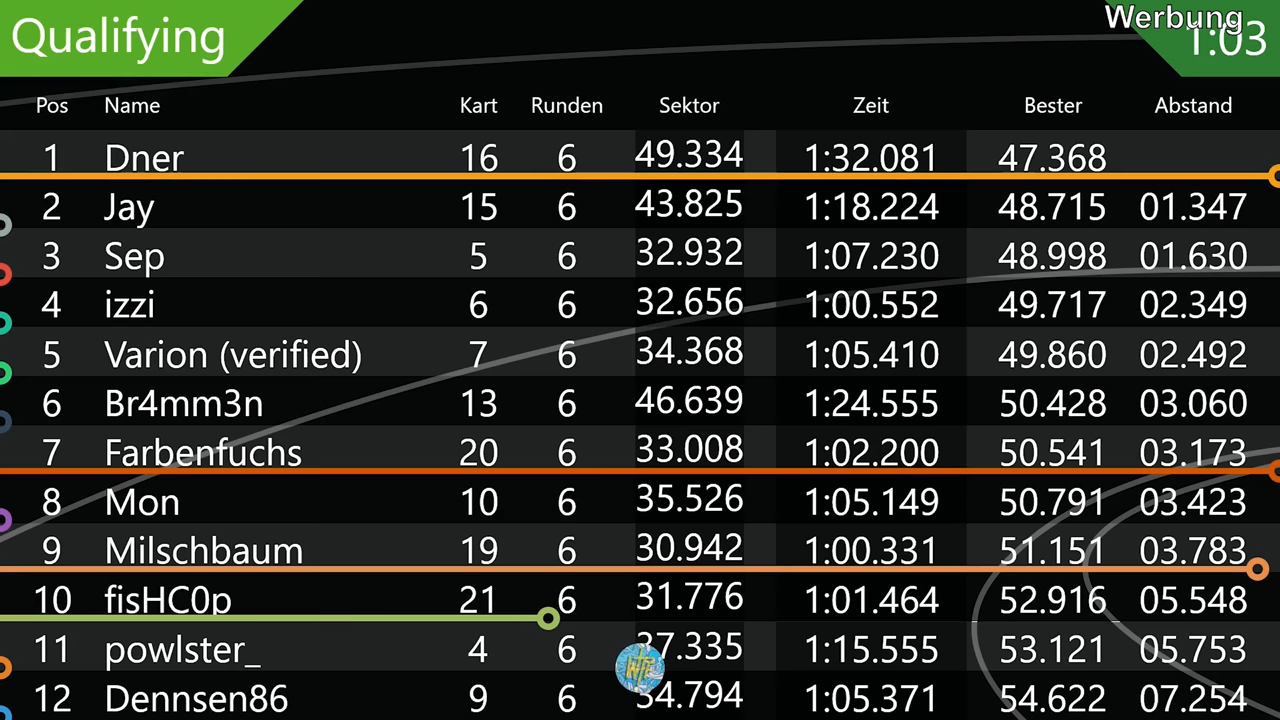 Qualifying
Werbung
1:03
Pos Name Kart Runden Sektor Zeit Bester Abstand
1 Dner 16 6 49.334 1:32.081 47.368
2 Jay 15 6 43.825 1:18.224 48.715 01.347
3 Sep 5 6 32.932 1:07.230 48.998 01.630
4 izzi 6 6 32.656 1:00.552 49.717 02.349
5 Varion (verified) 7 6 34.368 1:05.410 49.860 02.492
6 Br4mm3n 13 6 46.639 1:24.555 50.428 03.060
7 Farbenfuchs 20 6 33.008 1:02.200 50.541 03.173
8 Mon 10 6 35.526 1:05.149 50.791 03.423
9 Milschbaum 19 6 30.942 1:00.331 51.151 03.783
10 fisHC0p 21 6 31.776 1:01.464 52.916 05.548
11 powlster_ 4 6 37.335 1:15.555 53.121 05.753
12 Dennsen86 9 6 34.794 1:05.371 54.622 07.254